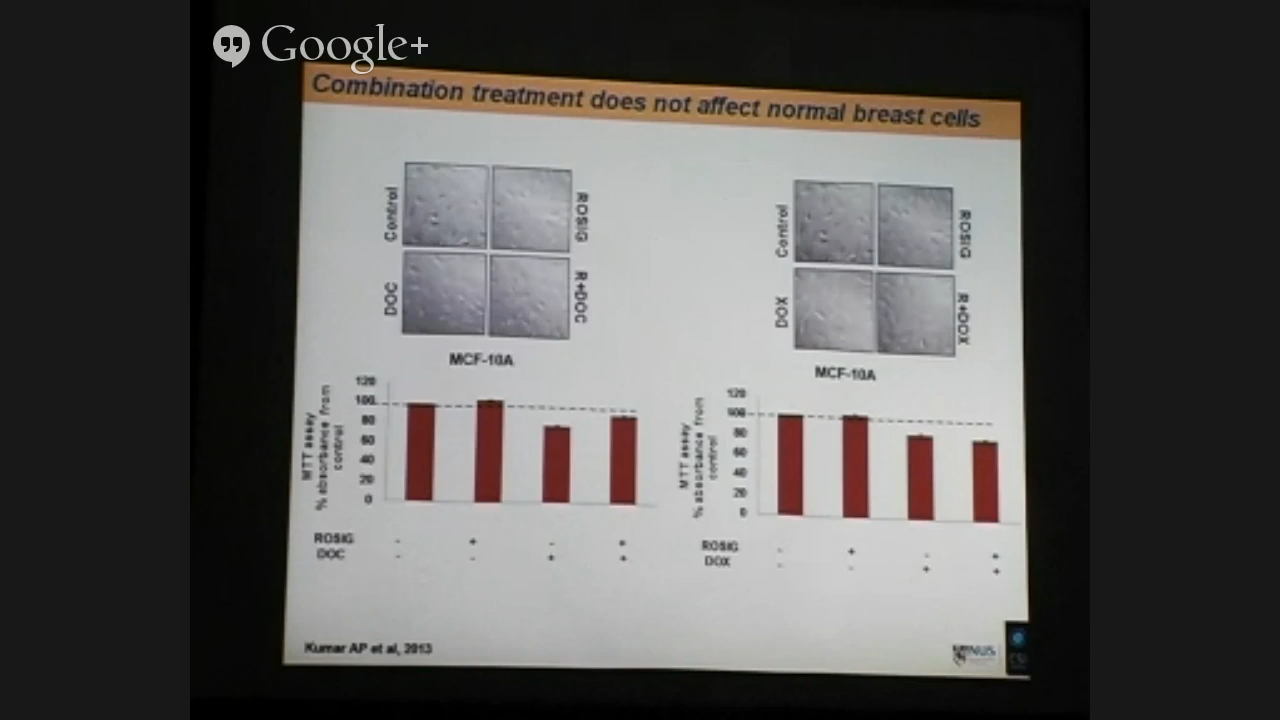 Google+
Combination treatment does not affect normal breast cells
Control
ROSIG
DOC
R+DOC
MCF-10A
120
100
80
60
40
20
0
MTT assay
% absorbance from
control
ROSIG - + - +
DOC - - + +
Control
ROSIG
DOX
R+DOX
MCF-10A
120
100
80
60
40
20
0
MTT assay
% absorbance from
control
ROSIG - + - +
DOX - - + +
Kumar AP et al, 2013
NUS